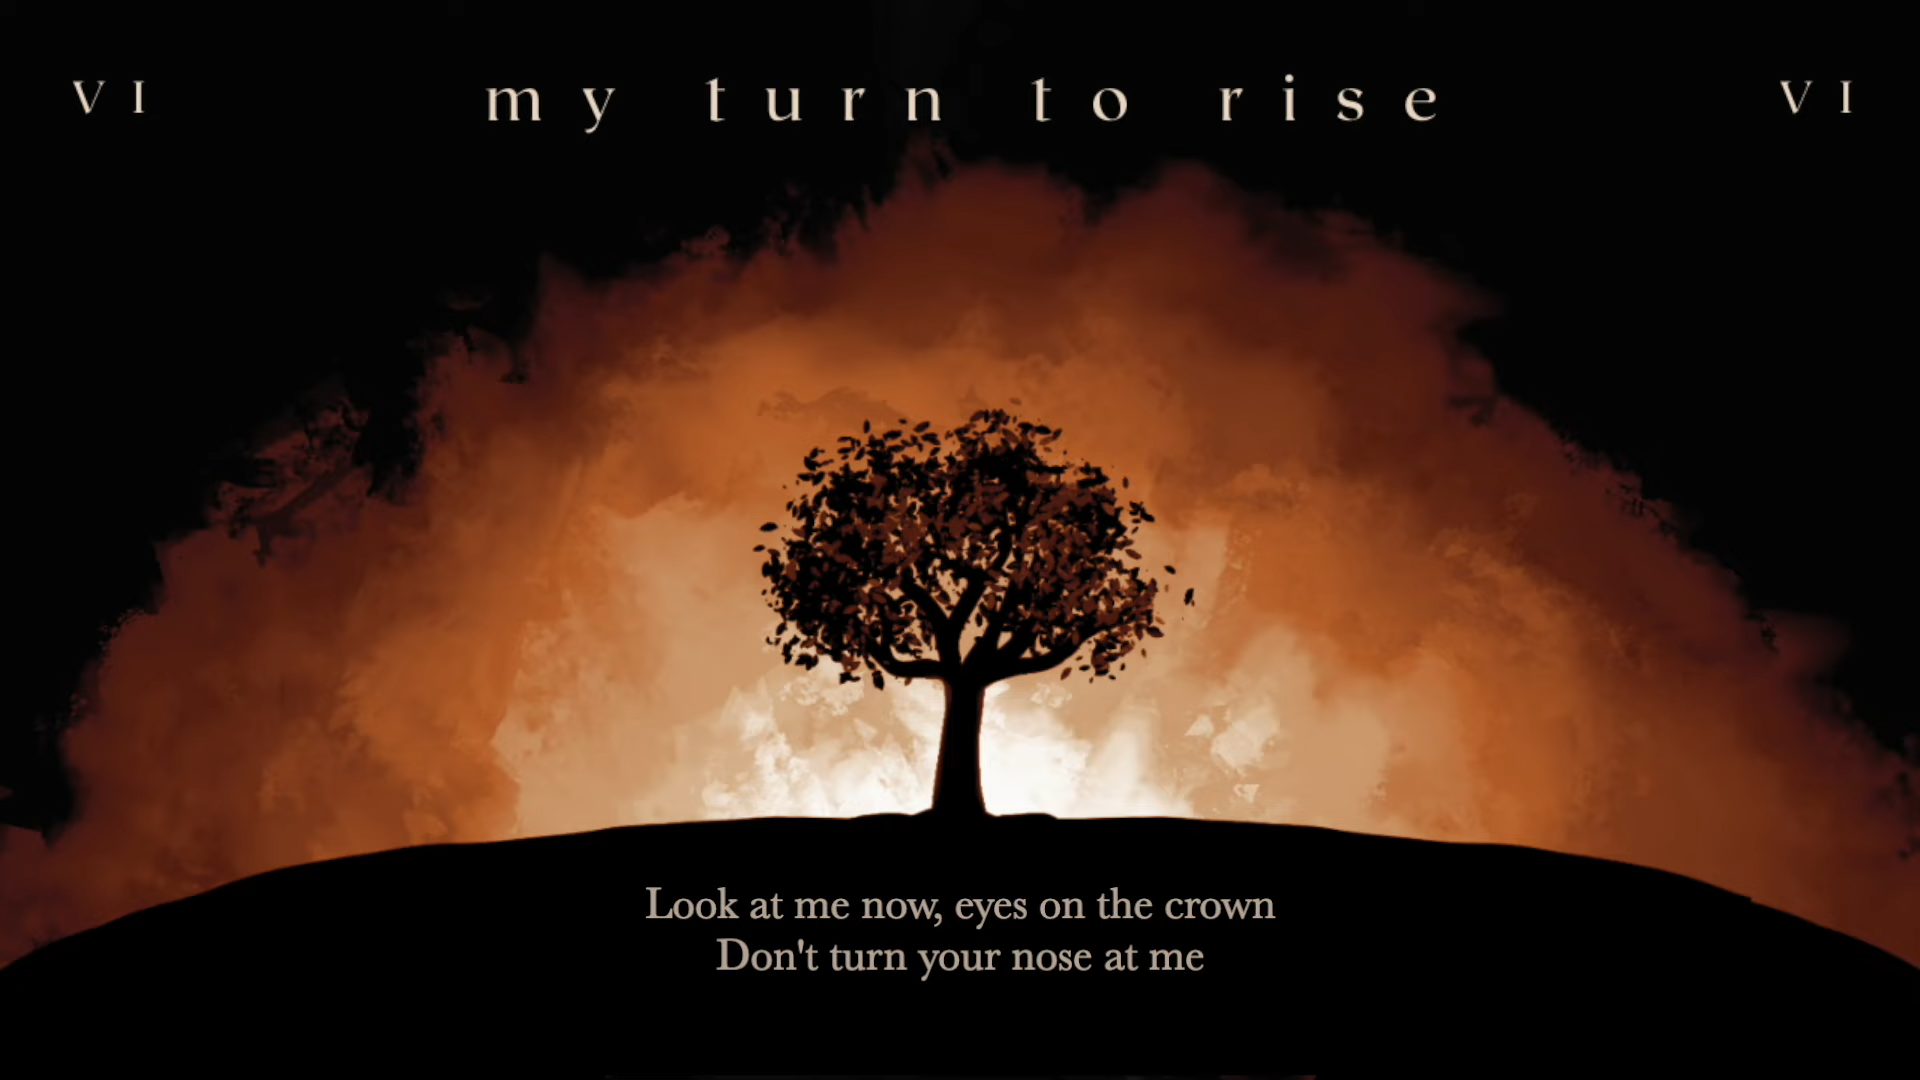 VI
my turn to rise
VI
Look at me now, eyes on the crown
Don't turn your nose at me